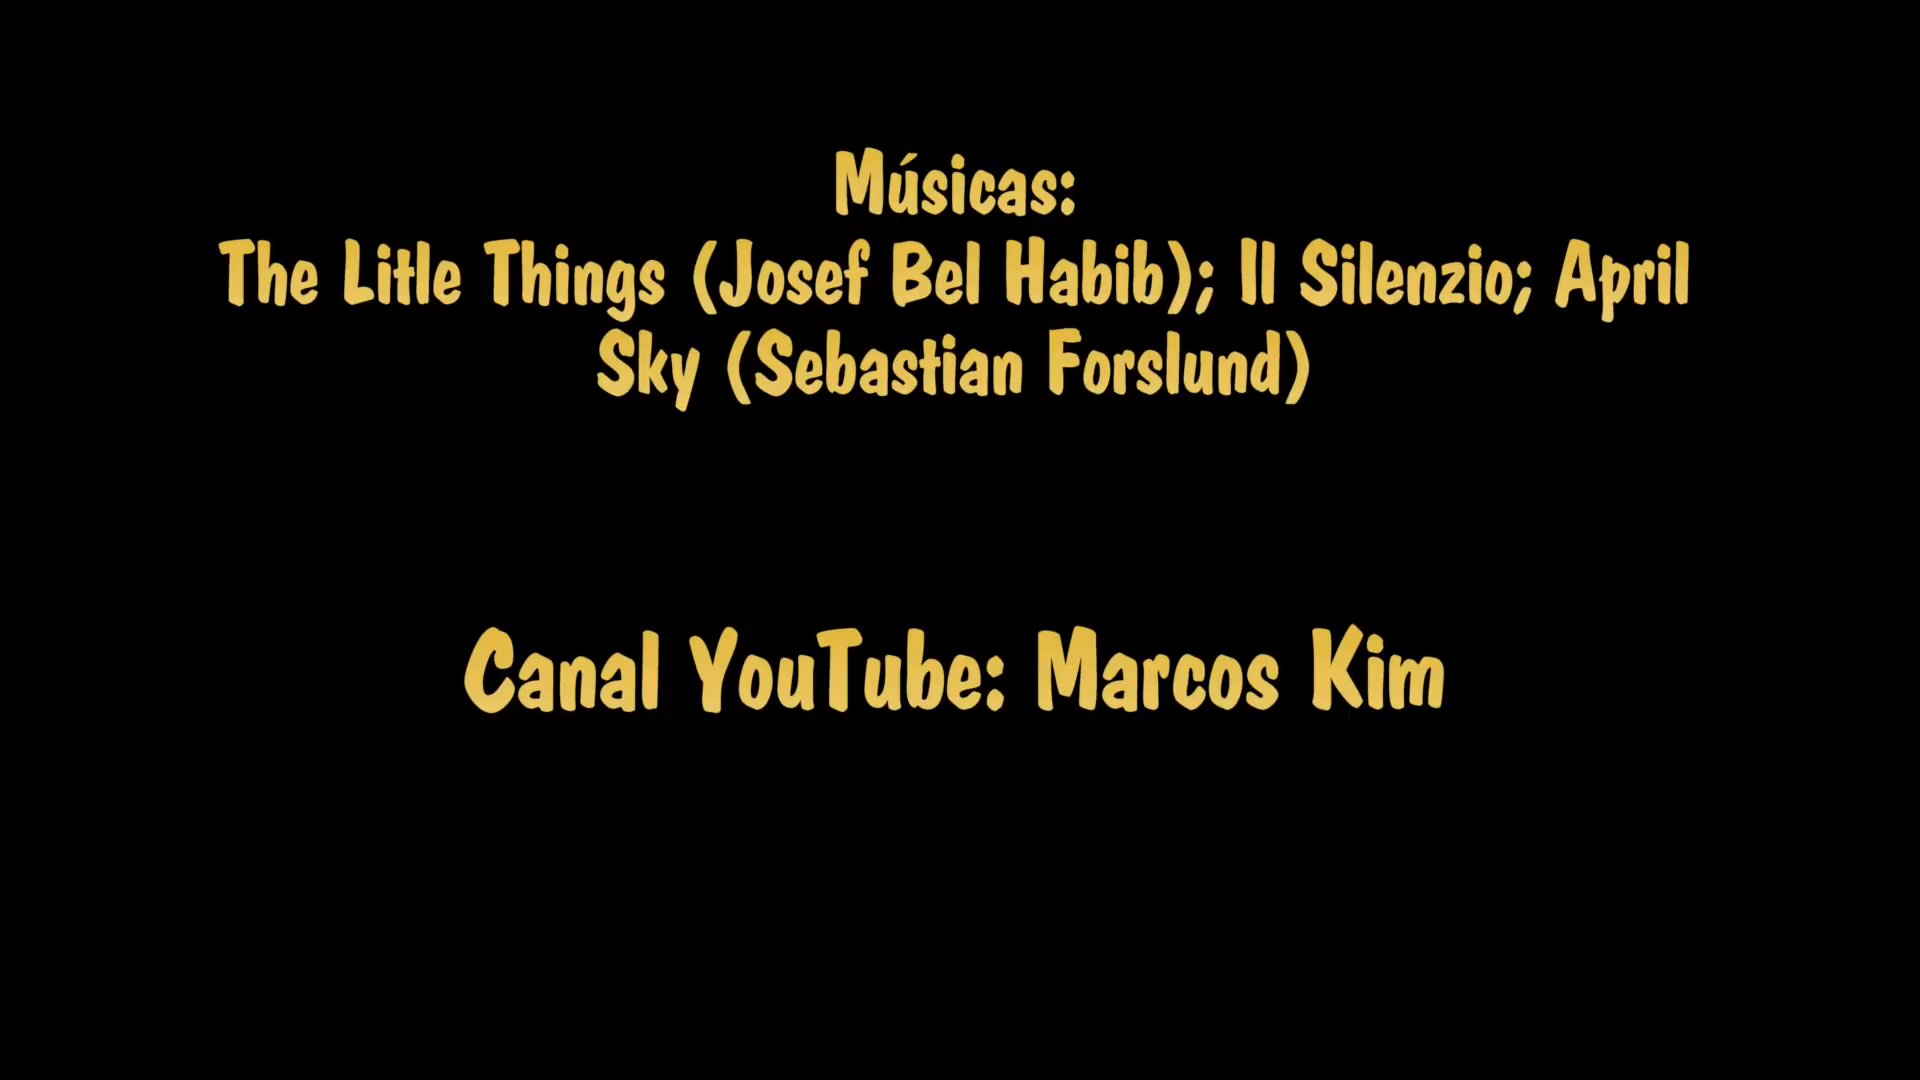 Músicas:
The Litle Things (Josef Bel Habib); Il Silenzio; April
Sky (Sebastian Forslund)
Canal YouTube: Marcos Kim